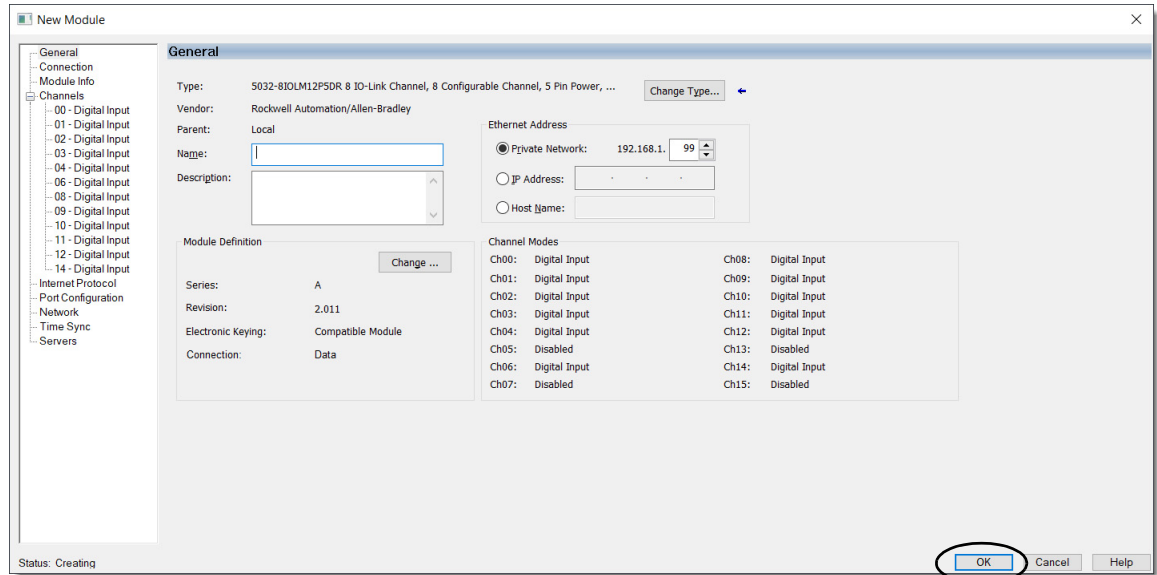 New Module
General
Connection
Module Info
Channels
00 - Digital Input
01 - Digital Input
02 - Digital Input
03 - Digital Input
04 - Digital Input
06 - Digital Input
08 - Digital Input
09 - Digital Input
10 - Digital Input
11 - Digital Input
12 - Digital Input
14 - Digital Input
Internet Protocol
Port Configuration
Network
Time Sync
Servers
General
Type: 5032-8IOLM12P5DR 8 IO-Link Channel, 8 Configurable Channel, 5 Pin Power, ... Change Type...
Vendor: Rockwell Automation/Allen-Bradley
Parent: Local
Name:
Description:
Ethernet Address
Private Network: 192.168.1. 99
IP Address: . . .
Host Name:
Module Definition
Change ...
Series: A
Revision: 2.011
Electronic Keying: Compatible Module
Connection: Data
Channel Modes
Ch00: Digital Input Ch08: Digital Input
Ch01: Digital Input Ch09: Digital Input
Ch02: Digital Input Ch10: Digital Input
Ch03: Digital Input Ch11: Digital Input
Ch04: Digital Input Ch12: Digital Input
Ch05: Disabled Ch13: Disabled
Ch06: Digital Input Ch14: Digital Input
Ch07: Disabled Ch15: Disabled
Status: Creating
OK Cancel Help